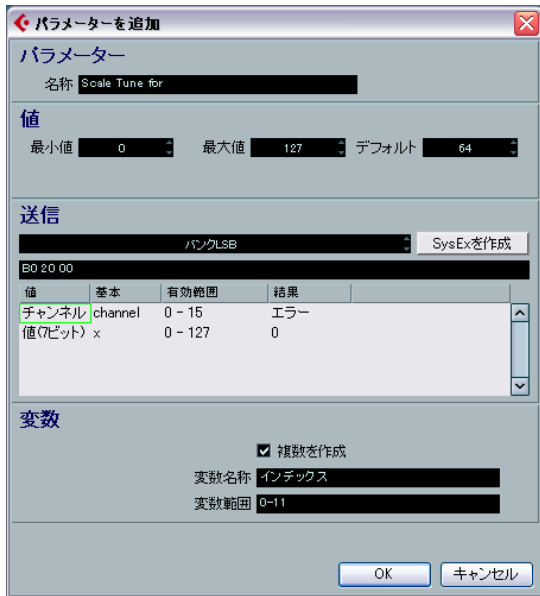 パラメーターを追加
パラメーター
名称 Scale Tune for
値
最小値 0 最大値 127 デフォルト 64
送信
バンクLSB SysExを作成
B0 20 00
値 基本 有効範囲 結果
チャンネル channel 0 - 15 エラー
値(7ビット) x 0 - 127 0
変数
複数を作成
変数名称 インデックス
変数範囲 0-11
OK キャンセル